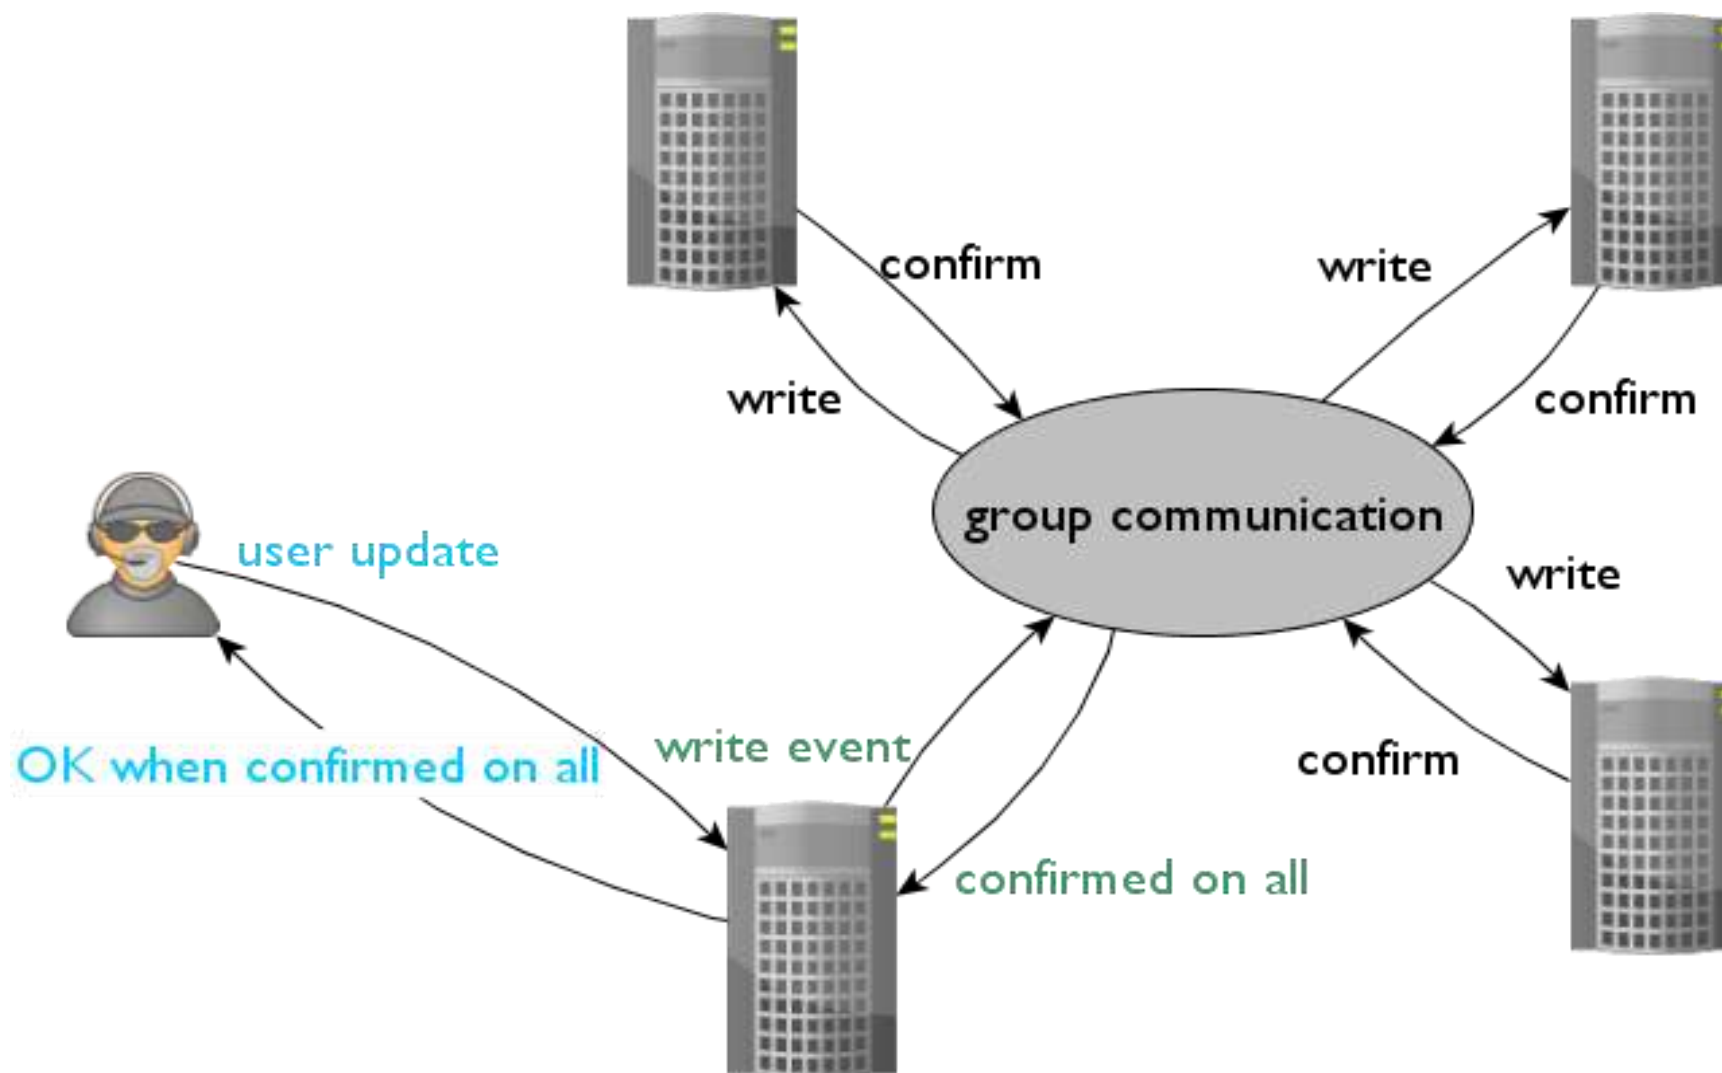 confirm
write
write
confirm
group communication
user update
write
write event
OK when confirmed on all
confirm
confirmed on all